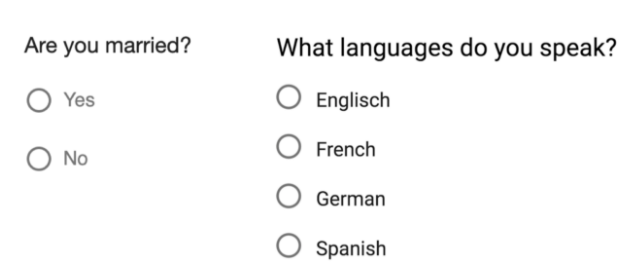 Are you married?
Yes
No
What languages do you speak?
Englisch
French
German
Spanish